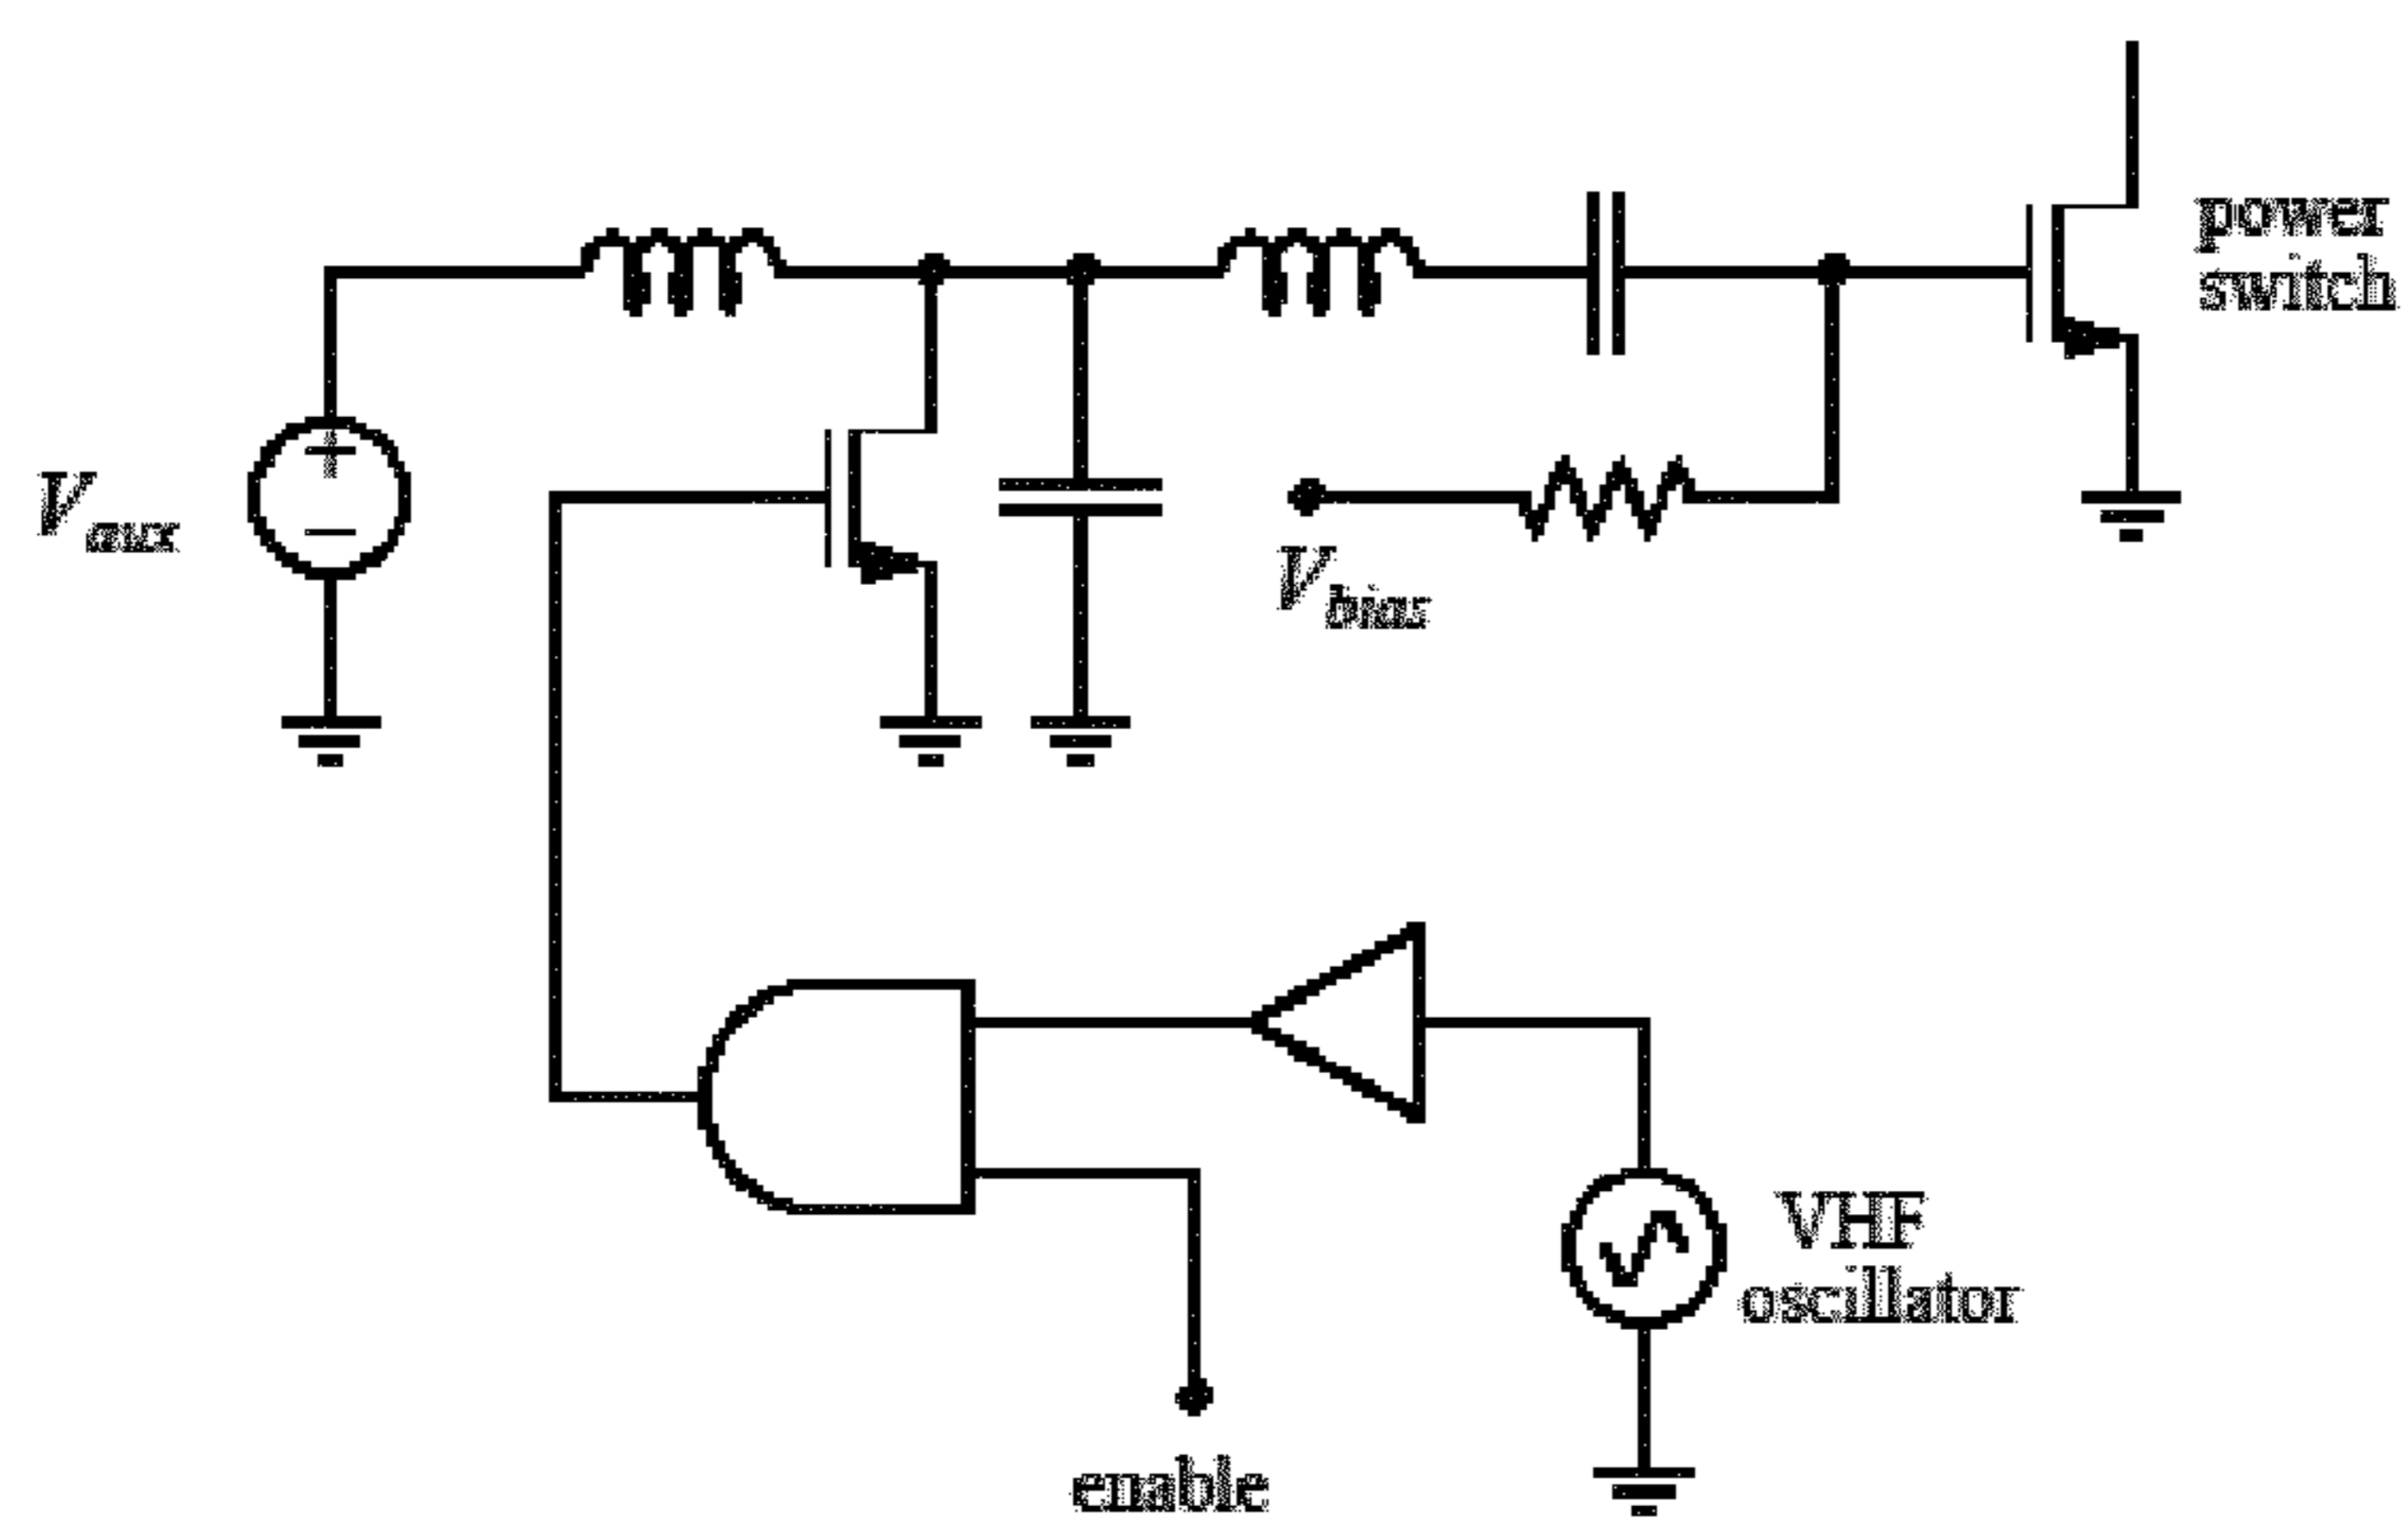 power
switch
+
−
V_aux
V_bias
VHF
oscillator
enable